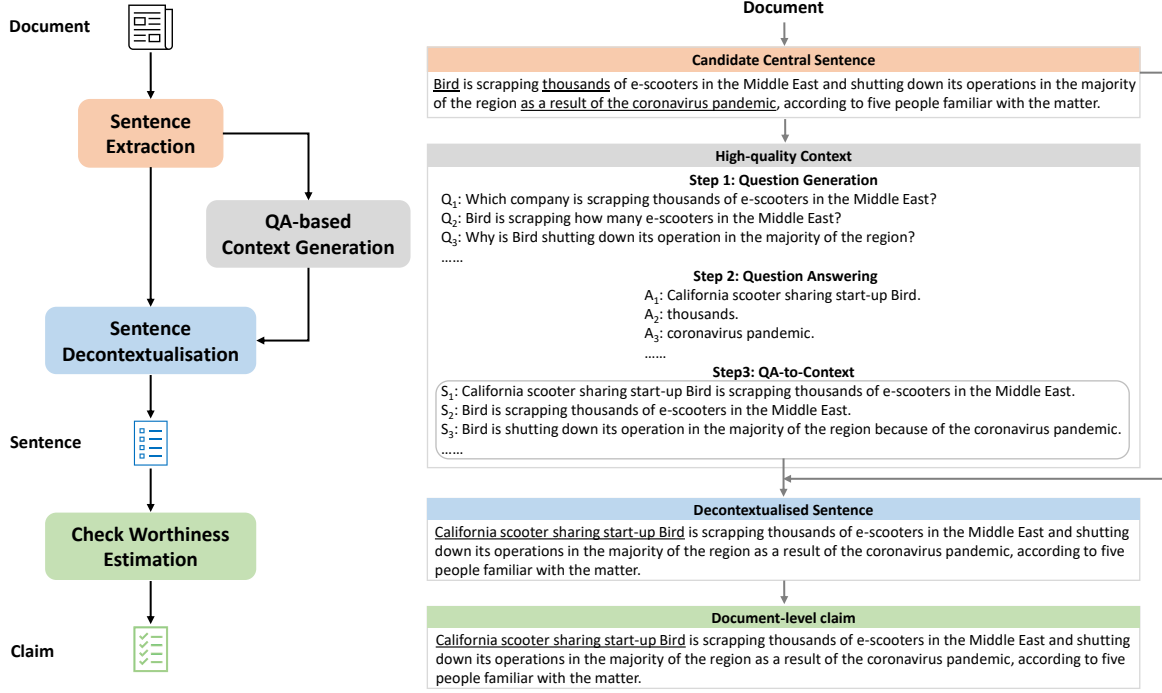 Document
Sentence
Extraction
QA-based
Context Generation
Sentence
Decontextualisation
Sentence
Check Worthiness
Estimation
Claim
Document
Candidate Central Sentence
Bird is scrapping thousands of e-scooters in the Middle East and shutting down its operations in the majority
of the region as a result of the coronavirus pandemic, according to five people familiar with the matter.
High-quality Context
Step 1: Question Generation
Q1: Which company is scrapping thousands of e-scooters in the Middle East?
Q2: Bird is scrapping how many e-scooters in the Middle East?
Q3: Why is Bird shutting down its operation in the majority of the region?
......
Step 2: Question Answering
A1: California scooter sharing start-up Bird.
A2: thousands.
A3: coronavirus pandemic.
......
Step3: QA-to-Context
S1: California scooter sharing start-up Bird is scrapping thousands of e-scooters in the Middle East.
S2: Bird is scrapping thousands of e-scooters in the Middle East.
S3: Bird is shutting down its operation in the majority of the region because of the coronavirus pandemic.
......
Decontextualised Sentence
California scooter sharing start-up Bird is scrapping thousands of e-scooters in the Middle East and shutting
down its operations in the majority of the region as a result of the coronavirus pandemic, according to five
people familiar with the matter.
Document-level claim
California scooter sharing start-up Bird is scrapping thousands of e-scooters in the Middle East and shutting
down its operations in the majority of the region as a result of the coronavirus pandemic, according to five
people familiar with the matter.